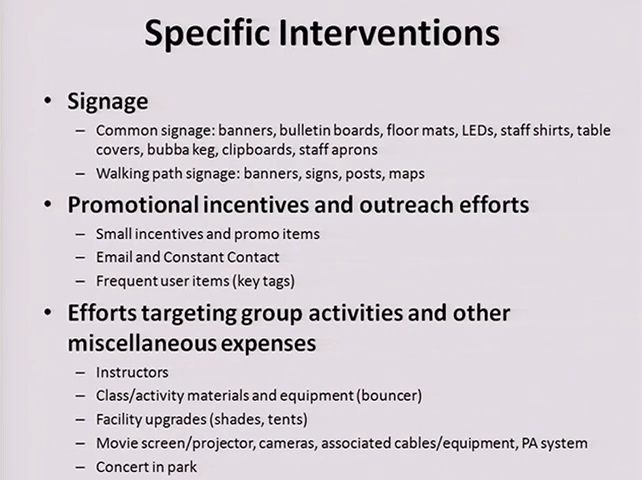 Specific Interventions
• Signage
– Common signage: banners, bulletin boards, floor mats, LEDs, staff shirts, table
covers, bubba keg, clipboards, staff aprons
– Walking path signage: banners, signs, posts, maps
• Promotional incentives and outreach efforts
– Small incentives and promo items
– Email and Constant Contact
– Frequent user items (key tags)
• Efforts targeting group activities and other
miscellaneous expenses
– Instructors
– Class/activity materials and equipment (bouncer)
– Facility upgrades (shades, tents)
– Movie screen/projector, cameras, associated cables/equipment, PA system
– Concert in park